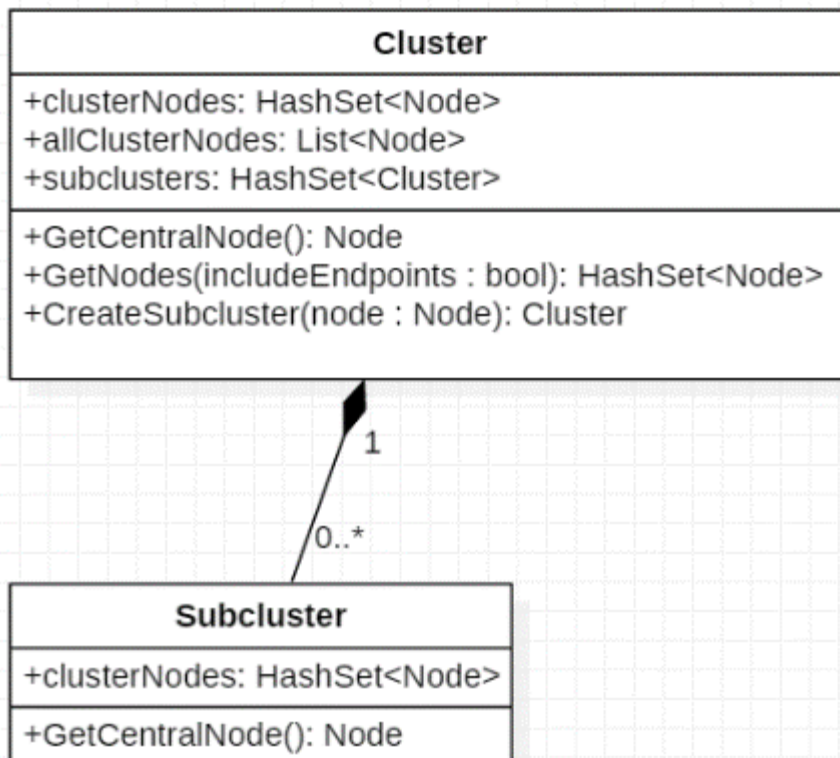 Cluster
+clusterNodes: HashSet<Node>
+allClusterNodes: List<Node>
+subclusters: HashSet<Cluster>
+GetCentralNode(): Node
+GetNodes(includeEndpoints : bool): HashSet<Node>
+CreateSubcluster(node : Node): Cluster
1
0..*
Subcluster
+clusterNodes: HashSet<Node>
+GetCentralNode(): Node